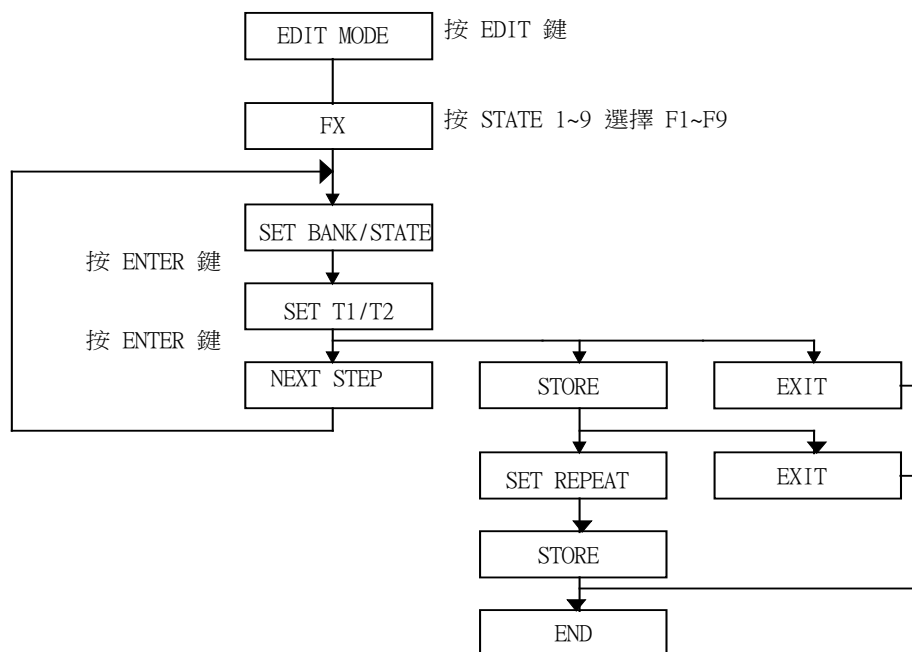 EDIT MODE
按 EDIT 鍵
FX
按 STATE 1~9 選擇 F1~F9
SET BANK/STATE
按 ENTER 鍵
SET T1/T2
按 ENTER 鍵
NEXT STEP
STORE
EXIT
SET REPEAT
EXIT
STORE
END